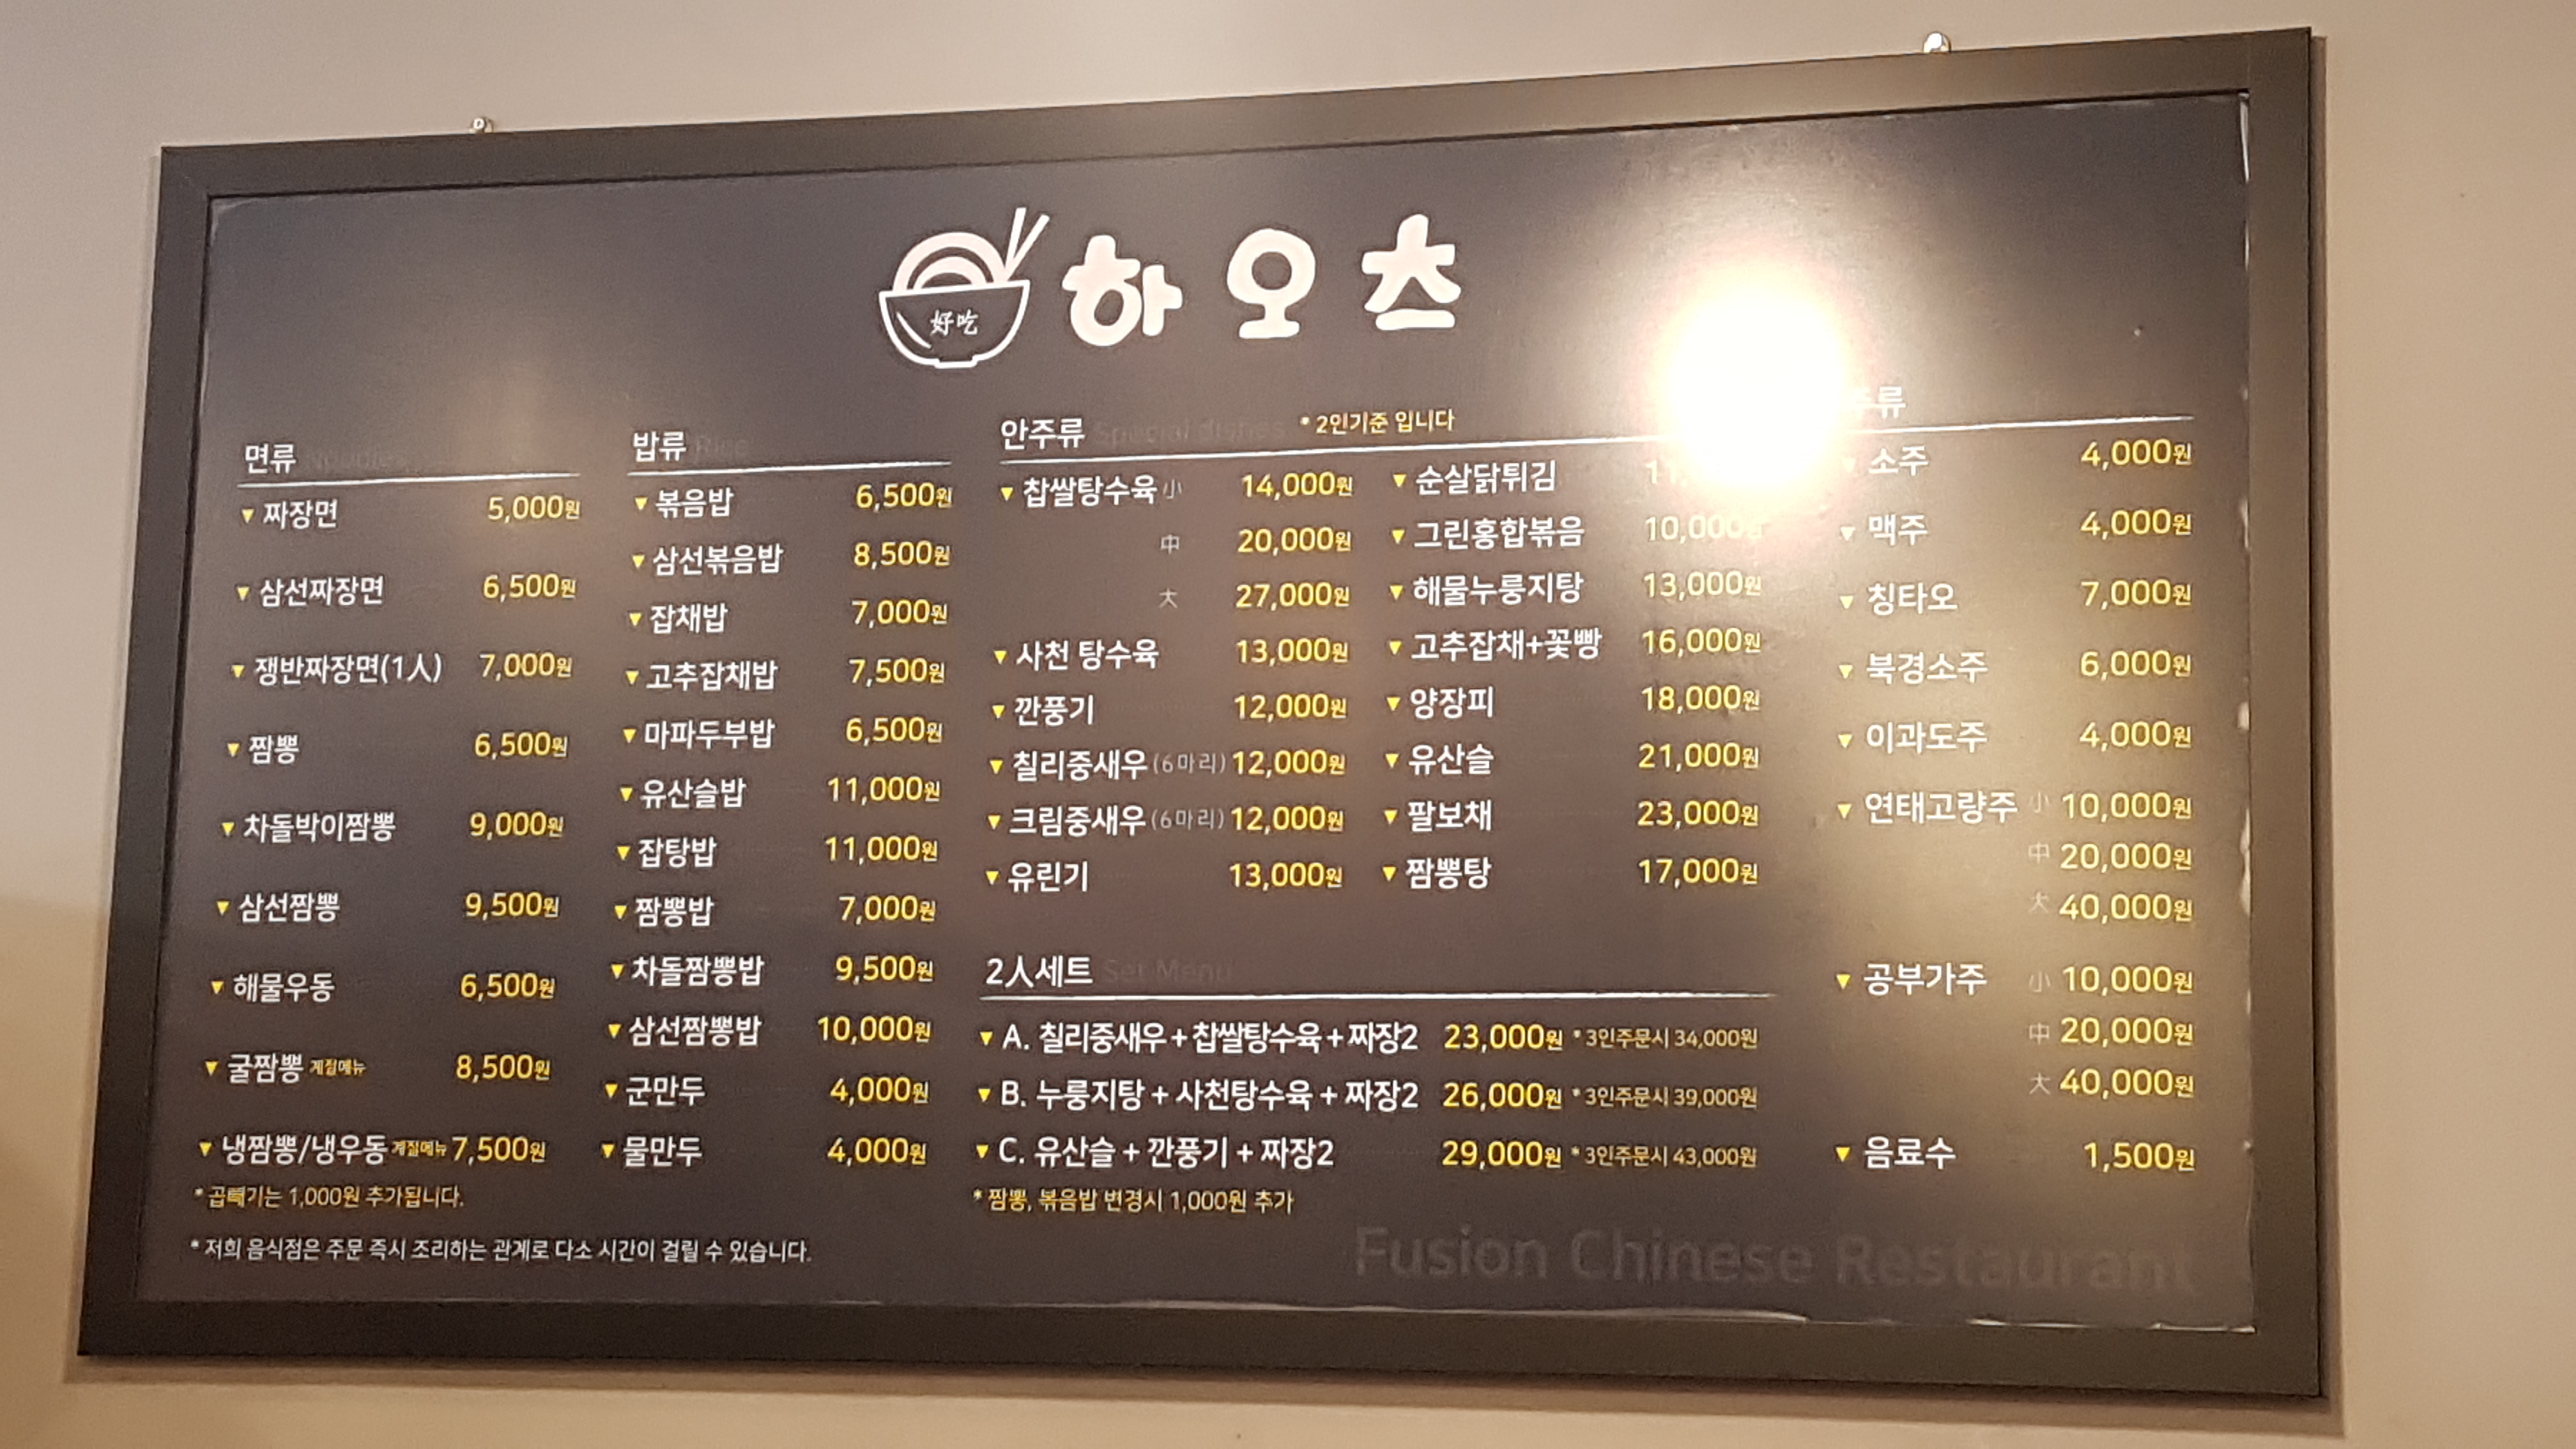 好吃
하오츠
면류 Noodles
▼ 짜장면 5,000원
▼ 삼선짜장면 6,500원
▼ 쟁반짜장면(1人) 7,000원
▼ 짬뽕 6,500원
▼ 차돌박이짬뽕 9,000원
▼ 삼선짬뽕 9,500원
▼ 해물우동 6,500원
▼ 굴짬뽕 계절메뉴 8,500원
▼ 냉짬뽕/냉우동 계절메뉴 7,500원
* 곱빼기는 1,000원 추가됩니다.
* 저희 음식점은 주문 즉시 조리하는 관계로 다소 시간이 걸릴 수 있습니다.
밥류 Rice
▼ 볶음밥 6,500원
▼ 삼선볶음밥 8,500원
▼ 잡채밥 7,000원
▼ 고추잡채밥 7,500원
▼ 마파두부밥 6,500원
▼ 유산슬밥 11,000원
▼ 잡탕밥 11,000원
▼ 짬뽕밥 7,000원
▼ 차돌짬뽕밥 9,500원
▼ 삼선짬뽕밥 10,000원
▼ 군만두 4,000원
▼ 물만두 4,000원
안주류 Special dishes * 2인기준 입니다
▼ 찹쌀탕수육 小 14,000원
中 20,000원
大 27,000원
▼ 사천 탕수육 13,000원
▼ 깐풍기 12,000원
▼ 칠리중새우 (6마리) 12,000원
▼ 크림중새우 (6마리) 12,000원
▼ 유린기 13,000원
▼ 순살닭튀김
▼ 그린홍합볶음 10,000원
▼ 해물누룽지탕 13,000원
▼ 고추잡채+꽃빵 16,000원
▼ 양장피 18,000원
▼ 유산슬 21,000원
▼ 팔보채 23,000원
▼ 짬뽕탕 17,000원
2人세트 Set Menu
▼ A. 칠리중새우 + 찹쌀탕수육 + 짜장2 23,000원 * 3인주문시 34,000원
▼ B. 누룽지탕 + 사천탕수육 + 짜장2 26,000원 * 3인주문시 39,000원
▼ C. 유산슬 + 깐풍기 + 짜장2 29,000원 * 3인주문시 43,000원
* 짬뽕, 볶음밥 변경시 1,000원 추가
주류
▼ 소주 4,000원
▼ 맥주 4,000원
▼ 칭타오 7,000원
▼ 북경소주 6,000원
▼ 이과도주 4,000원
▼ 연태고량주 小 10,000원
中 20,000원
大 40,000원
▼ 공부가주 小 10,000원
中 20,000원
大 40,000원
▼ 음료수 1,500원
Fusion Chinese Restaurant